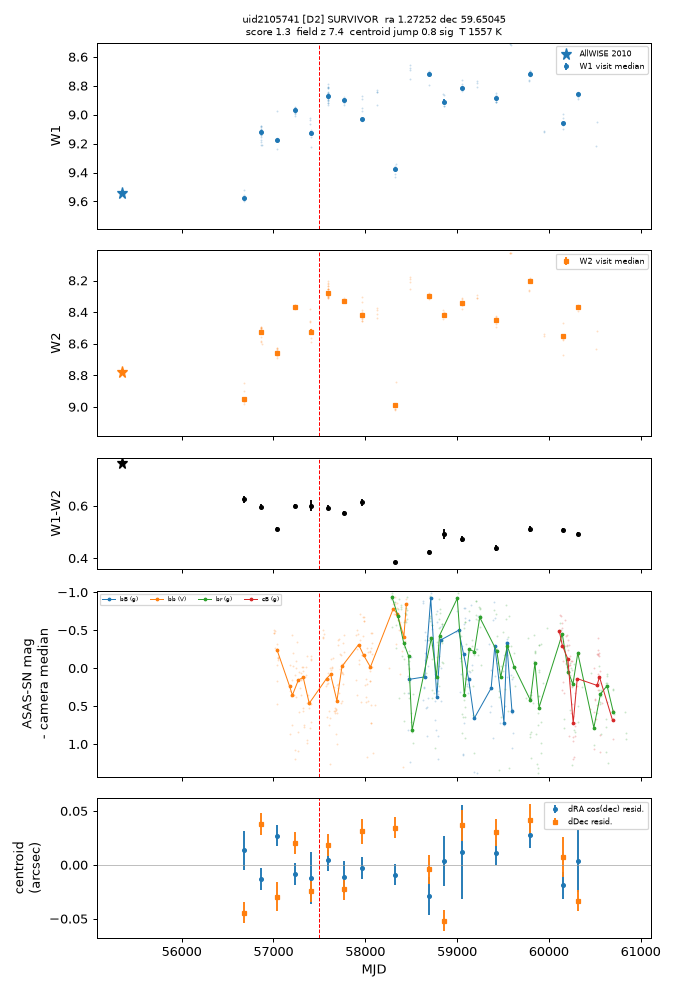 uid2105741 [D2] SURVIVOR  ra 1.27252 dec 59.65045
score 1.3  field z 7.4  centroid jump 0.8 sig  T 1557 K
AllWISE 2010
W1 visit median
W1
8.6
8.8
9.0
9.2
9.4
9.6
W2 visit median
W2
8.2
8.4
8.6
8.8
9.0
W1-W2
0.6
0.4
bB (g)
bb (V)
br (g)
cB (g)
ASAS-SN mag
- camera median
−1.0
−0.5
0.0
0.5
1.0
dRA cos(dec) resid.
dDec resid.
centroid
(arcsec)
0.05
0.00
−0.05
56000
57000
58000
59000
60000
61000
MJD